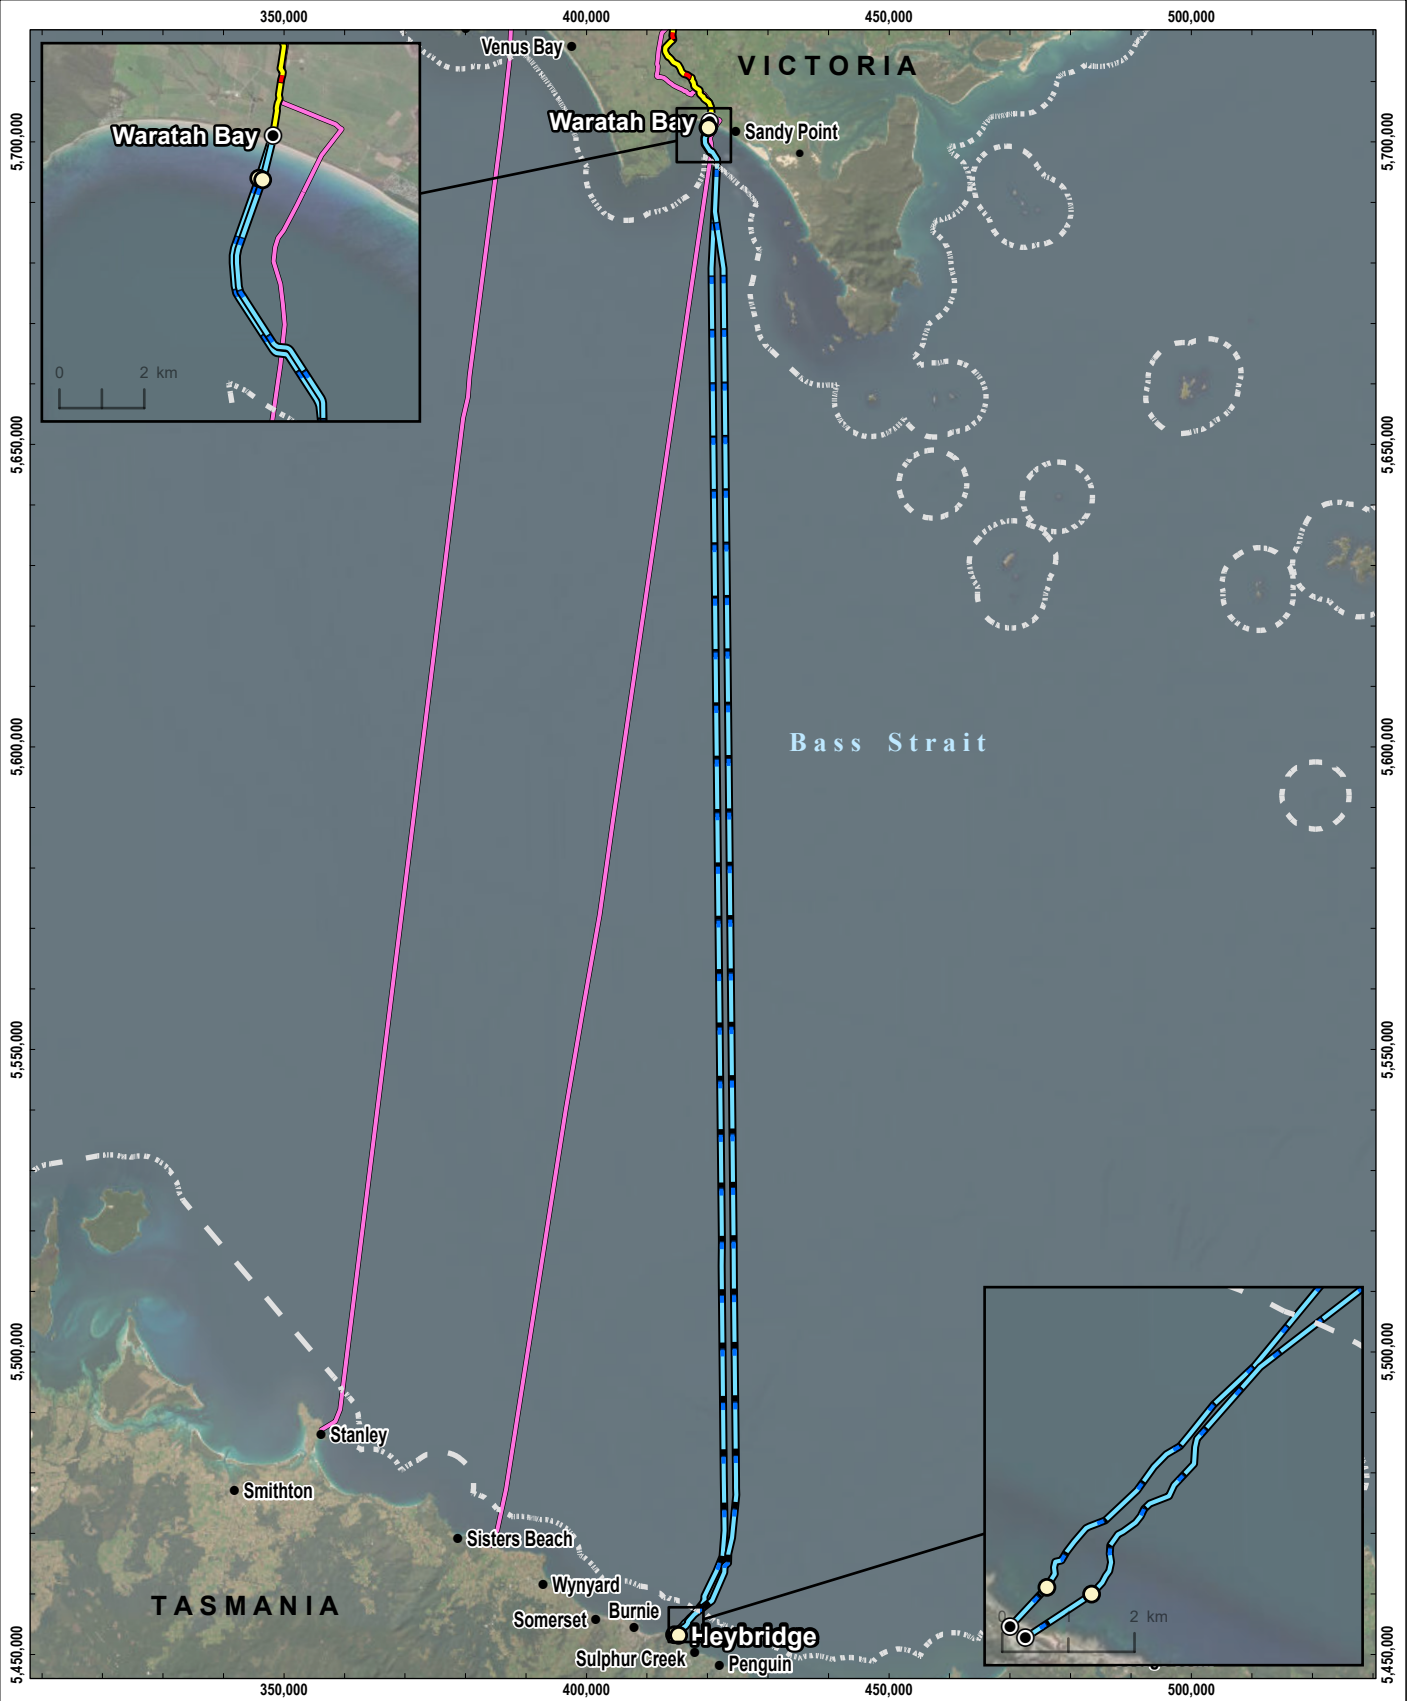 350,000
400,000
450,000
500,000
Venus Bay
VICTORIA
Waratah Bay
Sandy Point
Waratah Bay
0 2 km
5,700,000
5,700,000
5,650,000
5,650,000
Bass Strait
5,600,000
5,600,000
5,550,000
5,550,000
5,500,000
5,500,000
Stanley
Smithton
Sisters Beach
Wynyard
TASMANIA
Somerset
Burnie
Heybridge
Sulphur Creek
Penguin
0 2 km
5,450,000
5,450,000
350,000
400,000
450,000
500,000